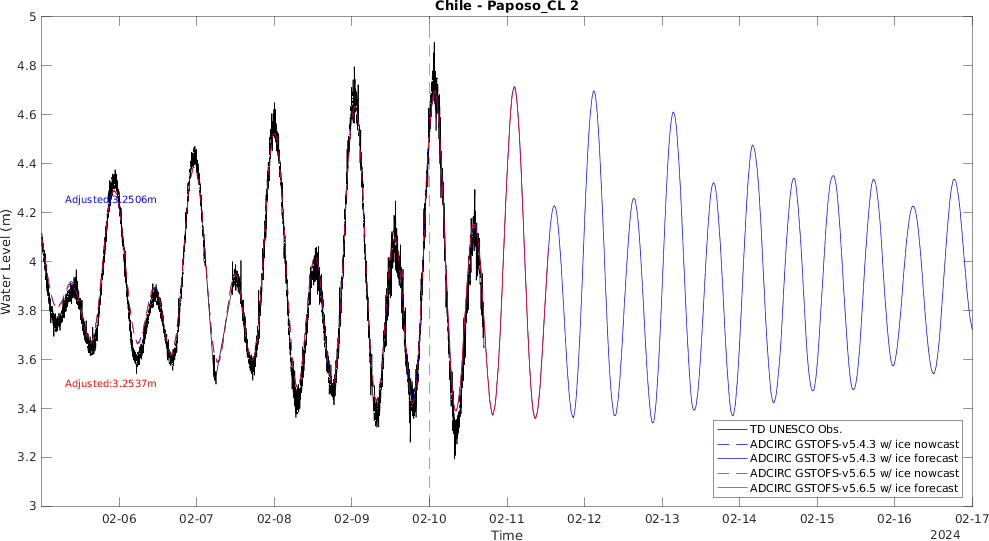 Chile - Paposo_CL 2
5
4.8
4.6
4.4
4.2
4
3.8
3.6
3.4
3.2
3
Water Level (m)
Adjusted:3.2506m
Adjusted:3.2537m
TD UNESCO Obs.
ADCIRC GSTOFS-v5.4.3 w/ ice nowcast
ADCIRC GSTOFS-v5.4.3 w/ ice forecast
ADCIRC GSTOFS-v5.6.5 w/ ice nowcast
ADCIRC GSTOFS-v5.6.5 w/ ice forecast
02-06 02-07 02-08 02-09 02-10 02-11 02-12 02-13 02-14 02-15 02-16 02-17
Time
2024